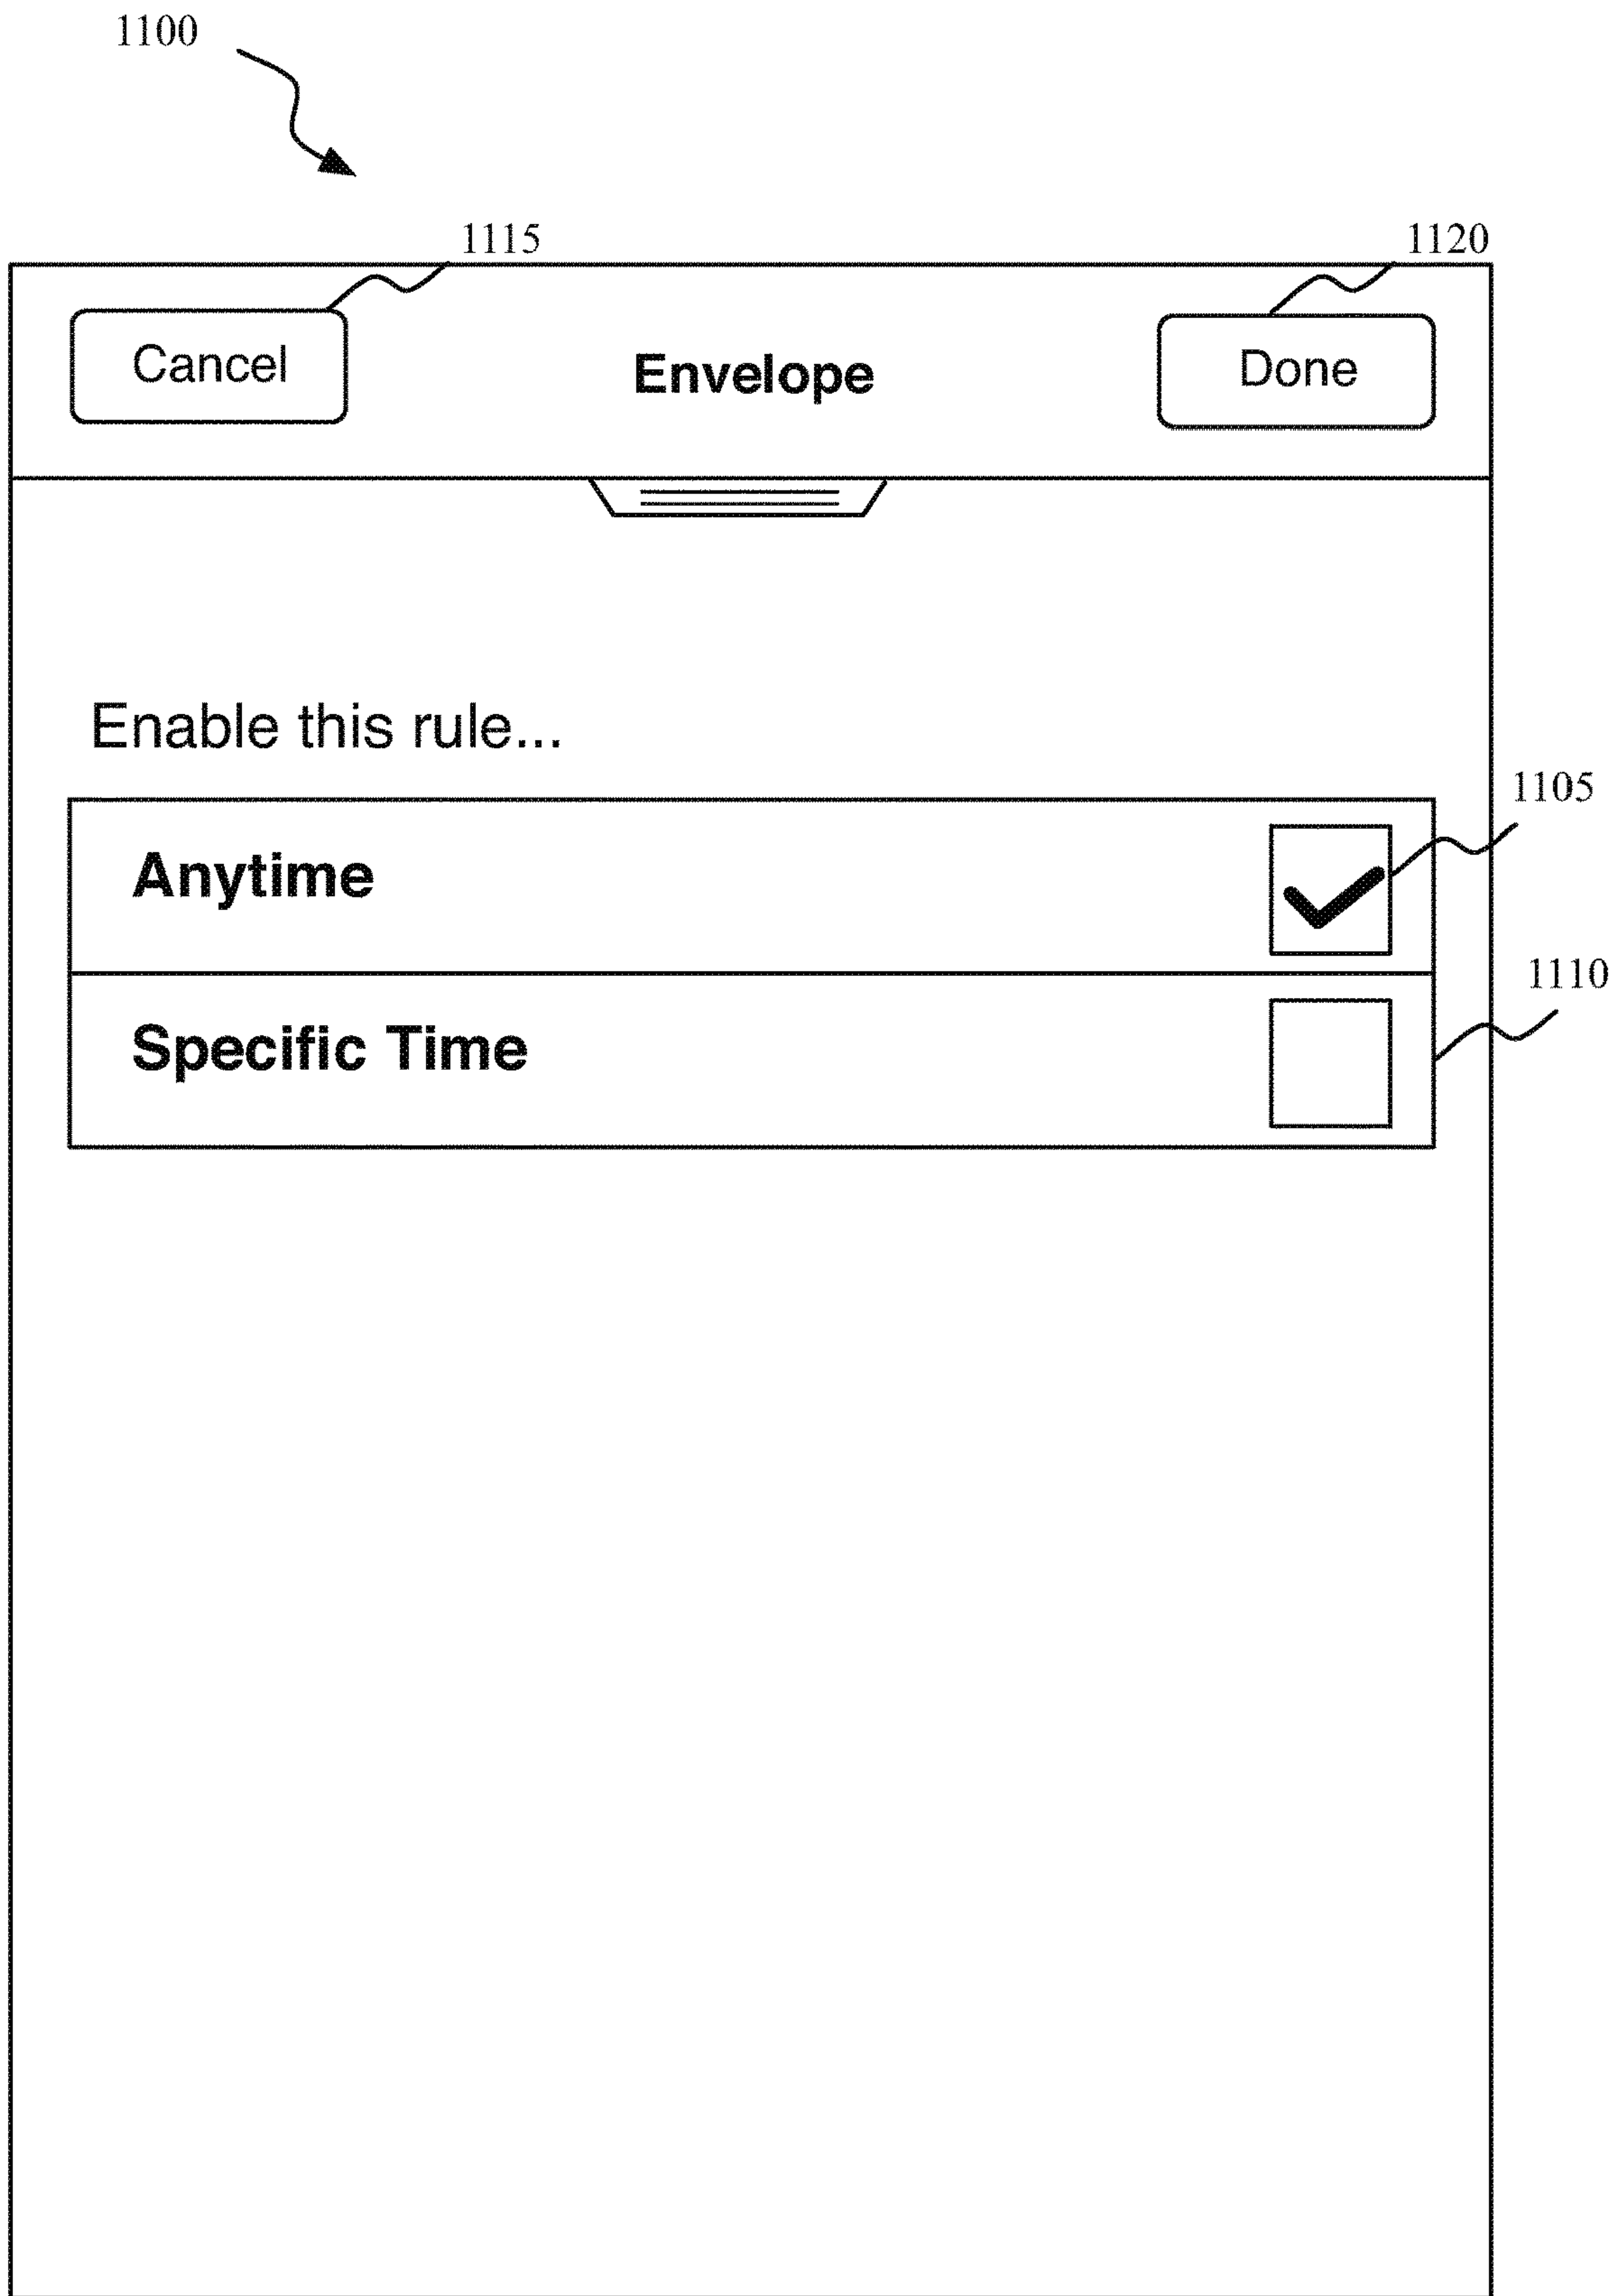 1100
1115
1120
Cancel
Envelope
Done
Enable this rule...
1105
Anytime
1110
Specific Time